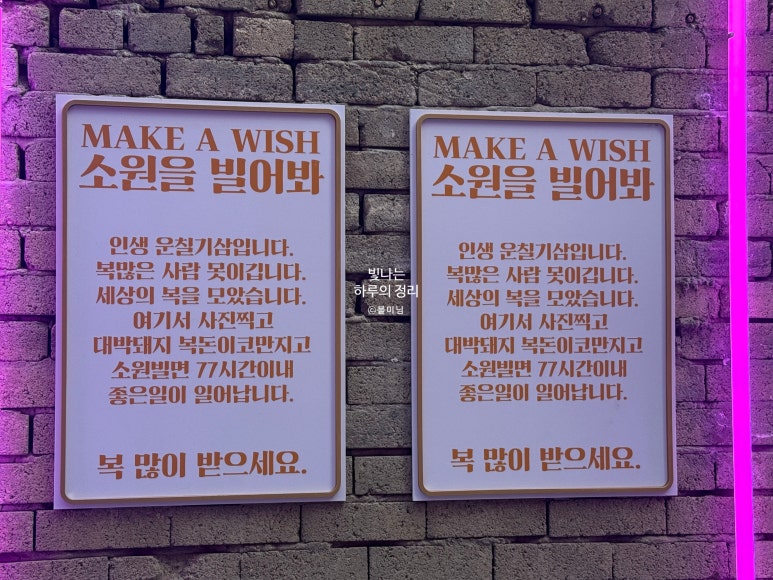 MAKE A WISH
소원을 빌어봐
인생 운칠기삼입니다.
복많은 사람 못이깁니다.
세상의 복을 모았습니다.
여기서 사진찍고
대박돼지 복돈이코만지고
소원빌면 77시간이내
좋은일이 일어납니다.
복 많이 받으세요.
빛나는
하루의 정리
@블미님
MAKE A WISH
소원을 빌어봐
인생 운칠기삼입니다.
복많은 사람 못이깁니다.
세상의 복을 모았습니다.
여기서 사진찍고
대박돼지 복돈이코만지고
소원빌면 77시간이내
좋은일이 일어납니다.
복 많이 받으세요.